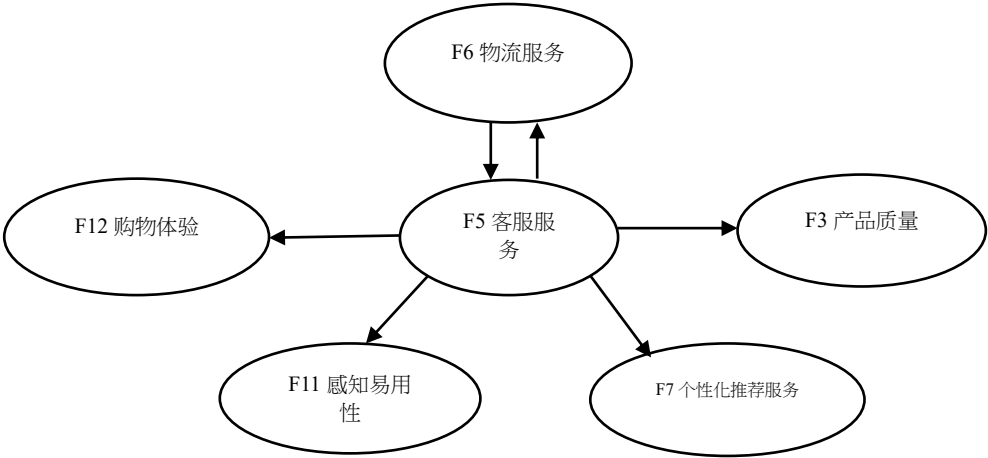 F6 物流服务
F12 购物体验
F5 客服服
务
F3 产品质量
F11 感知易用
性
F7 个性化推荐服务